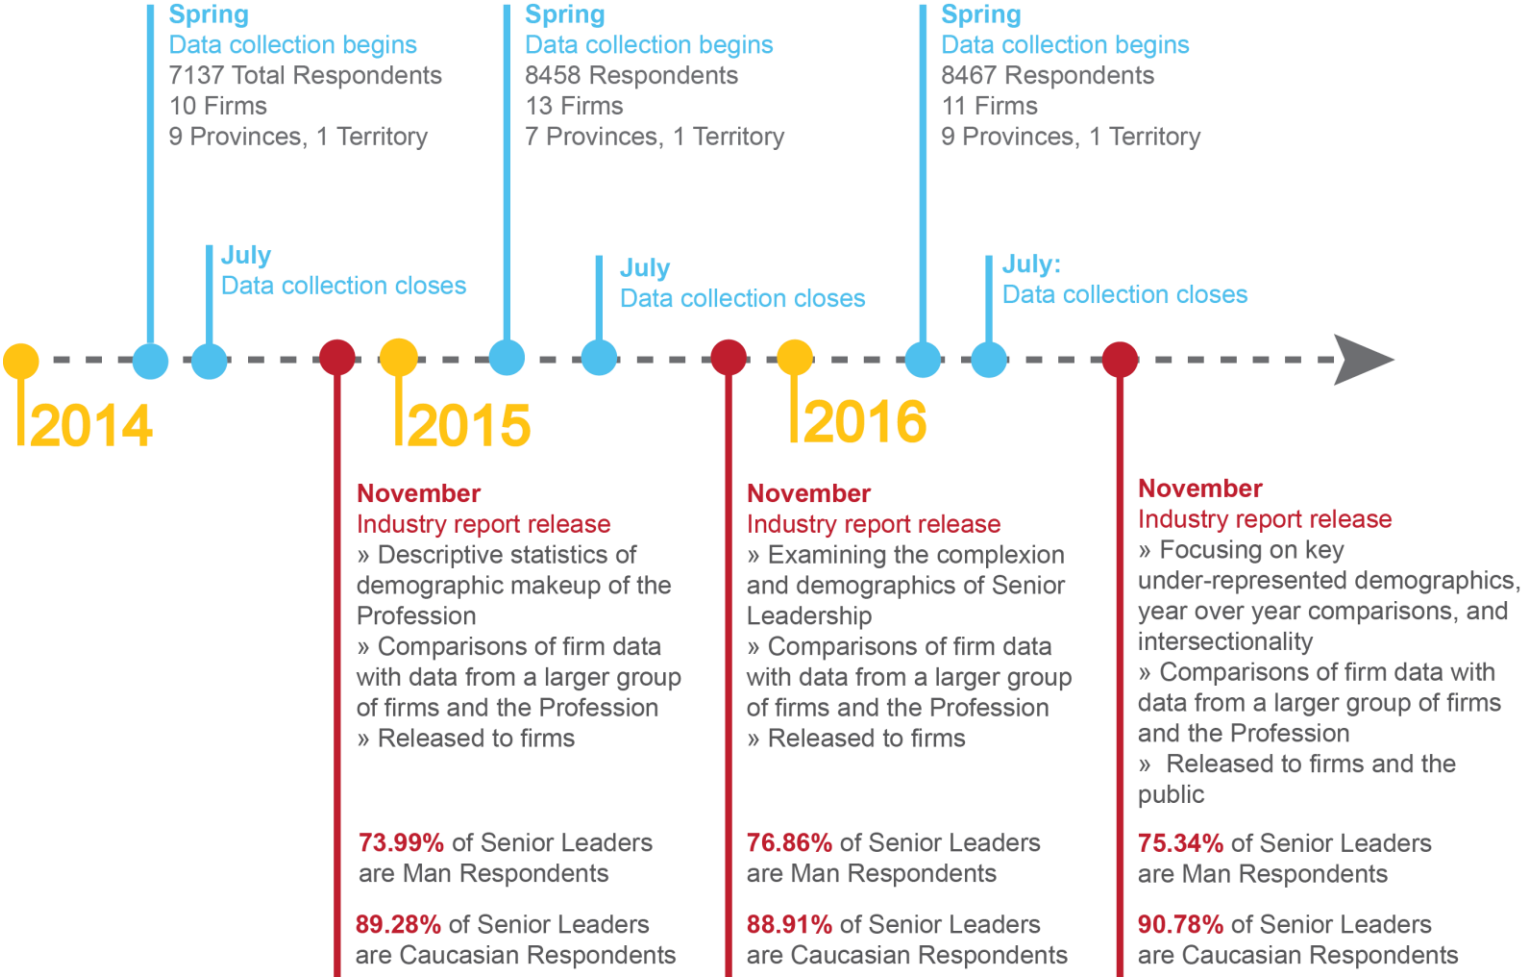 Spring
Data collection begins
7137 Total Respondents
10 Firms
9 Provinces, 1 Territory
Spring
Data collection begins
8458 Respondents
13 Firms
7 Provinces, 1 Territory
Spring
Data collection begins
8467 Respondents
11 Firms
9 Provinces, 1 Territory
July
Data collection closes
July
Data collection closes
July:
Data collection closes
2014
2015
2016
November
Industry report release
» Descriptive statistics of
demographic makeup of the
Profession
» Comparisons of firm data
with data from a larger group
of firms and the Profession
» Released to firms
73.99% of Senior Leaders
are Man Respondents
89.28% of Senior Leaders
are Caucasian Respondents
November
Industry report release
» Examining the complexion
and demographics of Senior
Leadership
» Comparisons of firm data
with data from a larger group
of firms and the Profession
» Released to firms
76.86% of Senior Leaders
are Man Respondents
88.91% of Senior Leaders
are Caucasian Respondents
November
Industry report release
» Focusing on key
under-represented demographics,
year over year comparisons, and
intersectionality
» Comparisons of firm data with
data from a larger group of firms
and the Profession
» Released to firms and the
public
75.34% of Senior Leaders
are Man Respondents
90.78% of Senior Leaders
are Caucasian Respondents